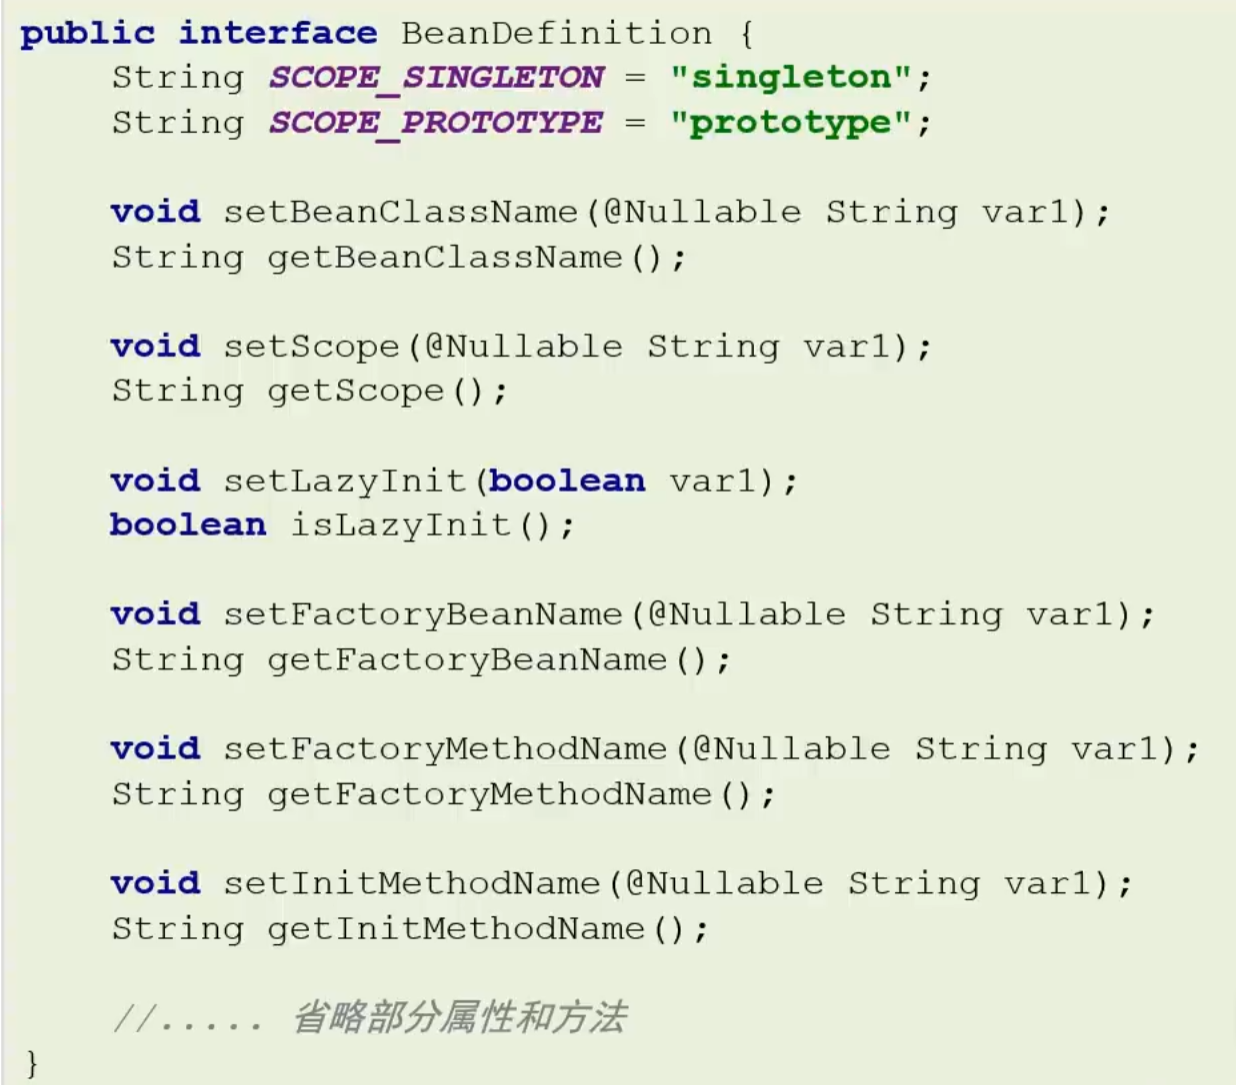 public interface BeanDefinition {
    String SCOPE_SINGLETON = "singleton";
    String SCOPE_PROTOTYPE = "prototype";

    void setBeanClassName(@Nullable String var1);
    String getBeanClassName();

    void setScope(@Nullable String var1);
    String getScope();

    void setLazyInit(boolean var1);
    boolean isLazyInit();

    void setFactoryBeanName(@Nullable String var1);
    String getFactoryBeanName();

    void setFactoryMethodName(@Nullable String var1);
    String getFactoryMethodName();

    void setInitMethodName(@Nullable String var1);
    String getInitMethodName();

    //..... 省略部分属性和方法
}